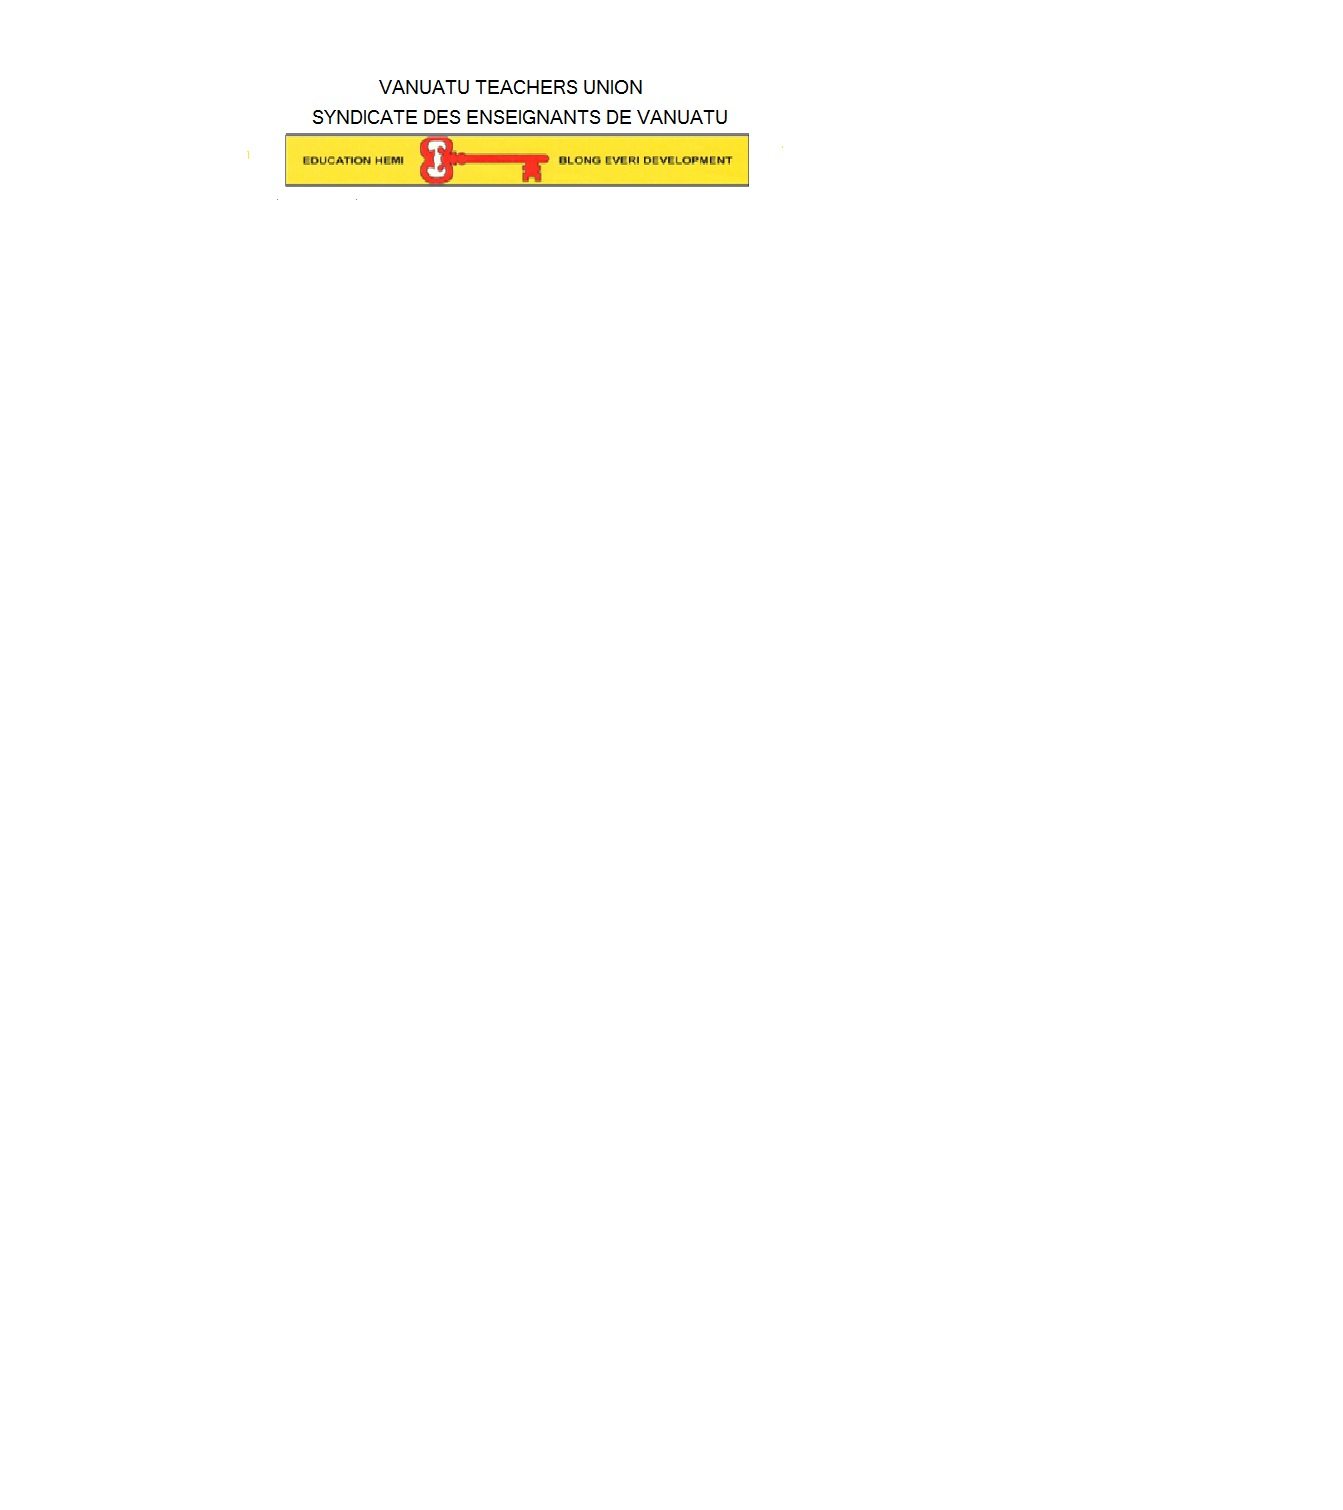 VANUATU TEACHERS UNION
SYNDICATE DES ENSEIGNANTS DE VANUATU
EDUCATION HEMI BLONG EVERI DEVELOPMENT